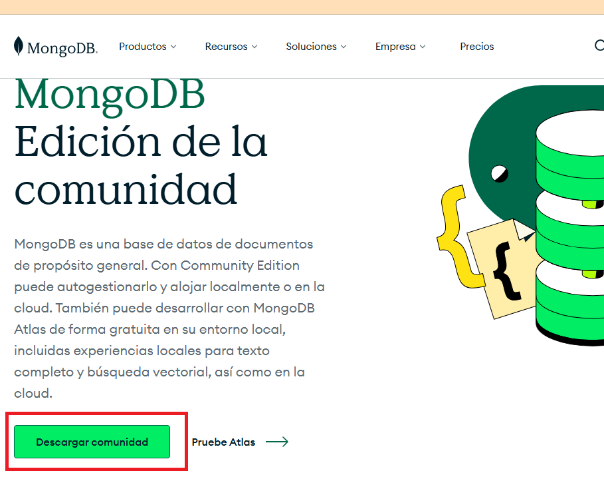 MongoDB. Productos Recursos Soluciones Empresa Precios
MongoDB
Edición de la
comunidad
MongoDB es una base de datos de documentos
de propósito general. Con Community Edition
puede autogestionarlo y alojar localmente o en la
cloud. También puede desarrollar con MongoDB
Atlas de forma gratuita en su entorno local,
incluidas experiencias locales para texto
completo y búsqueda vectorial, así como en la
cloud.
Descargar comunidad Pruebe Atlas